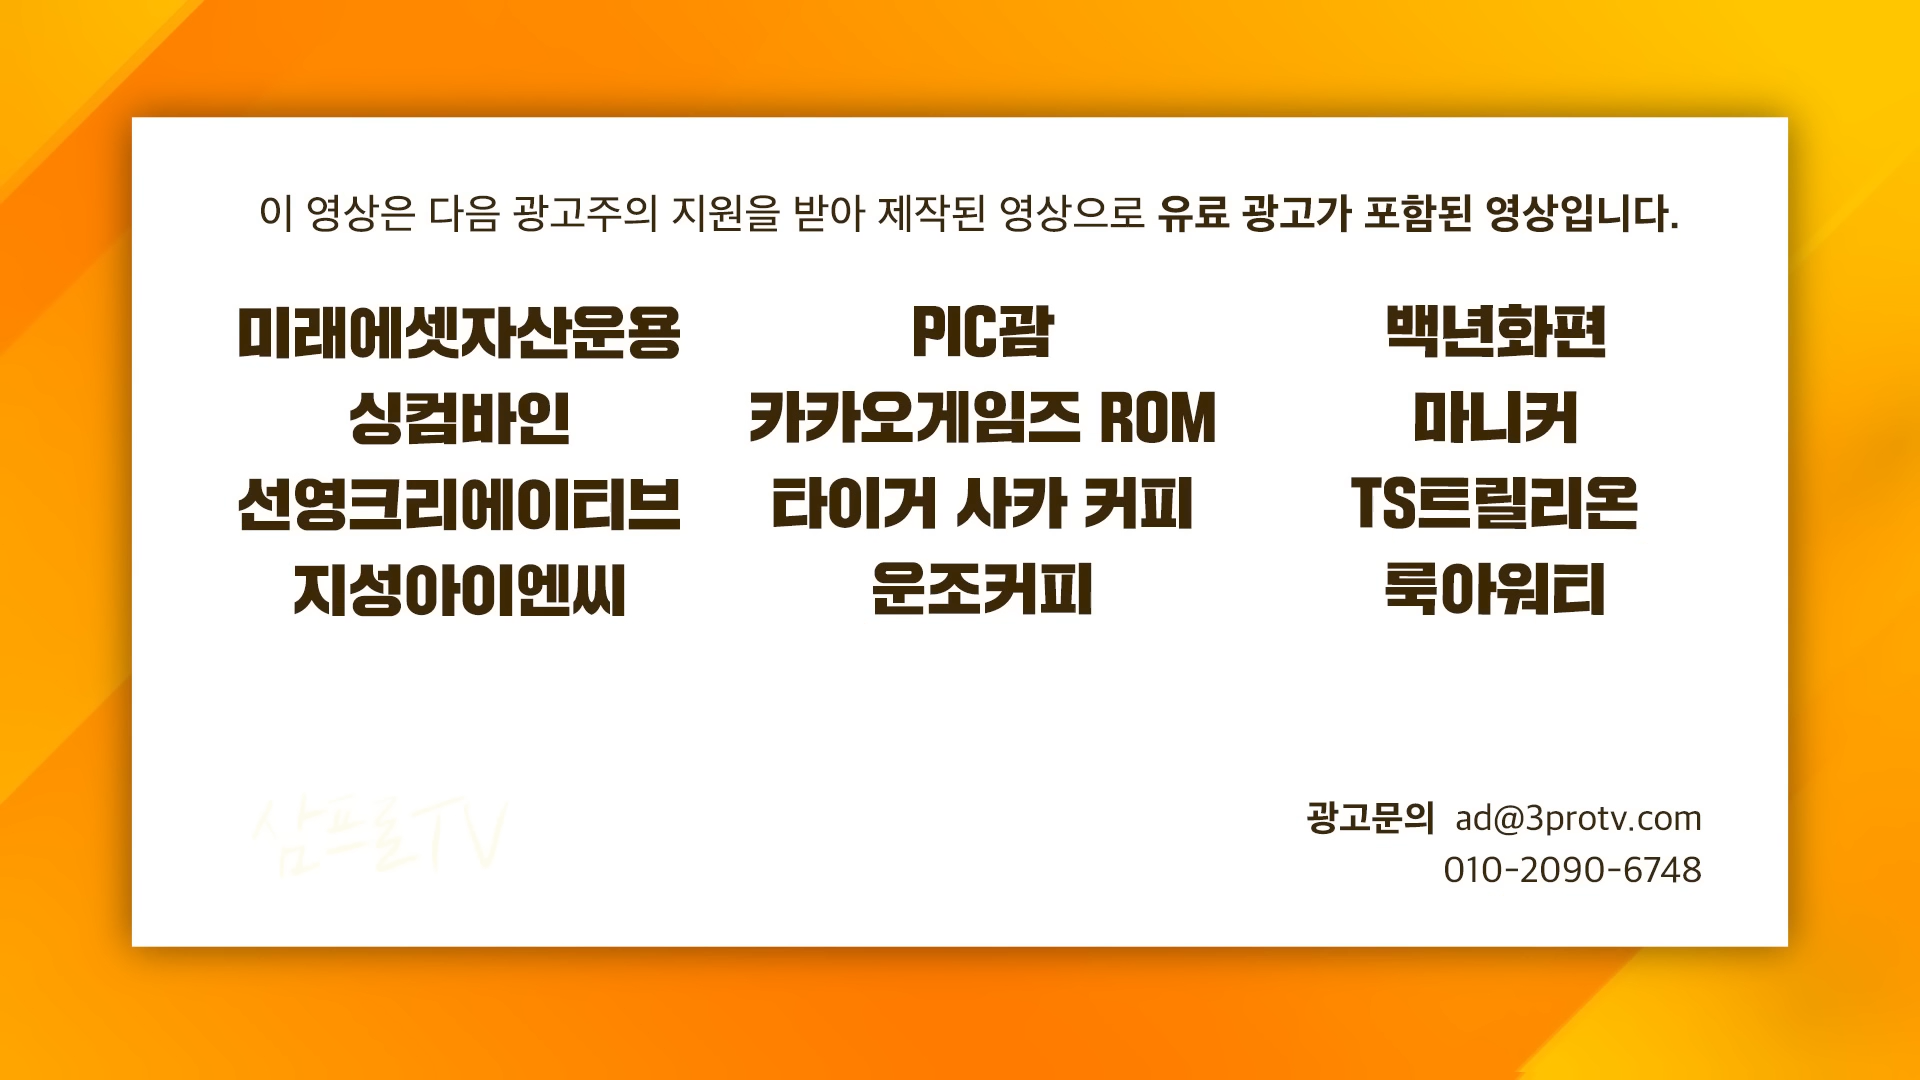 이 영상은 다음 광고주의 지원을 받아 제작된 영상으로 유료 광고가 포함된 영상입니다.
미래에셋자산운용 PIC괌 백년화편
싱컴바인 카카오게임즈 ROM 마니커
선영크리에이티브 타이거 사카 커피 TS트릴리온
지성아이엔씨 운조커피 룩아워티
삼프로TV
광고문의 ad@3protv.com
010-2090-6748